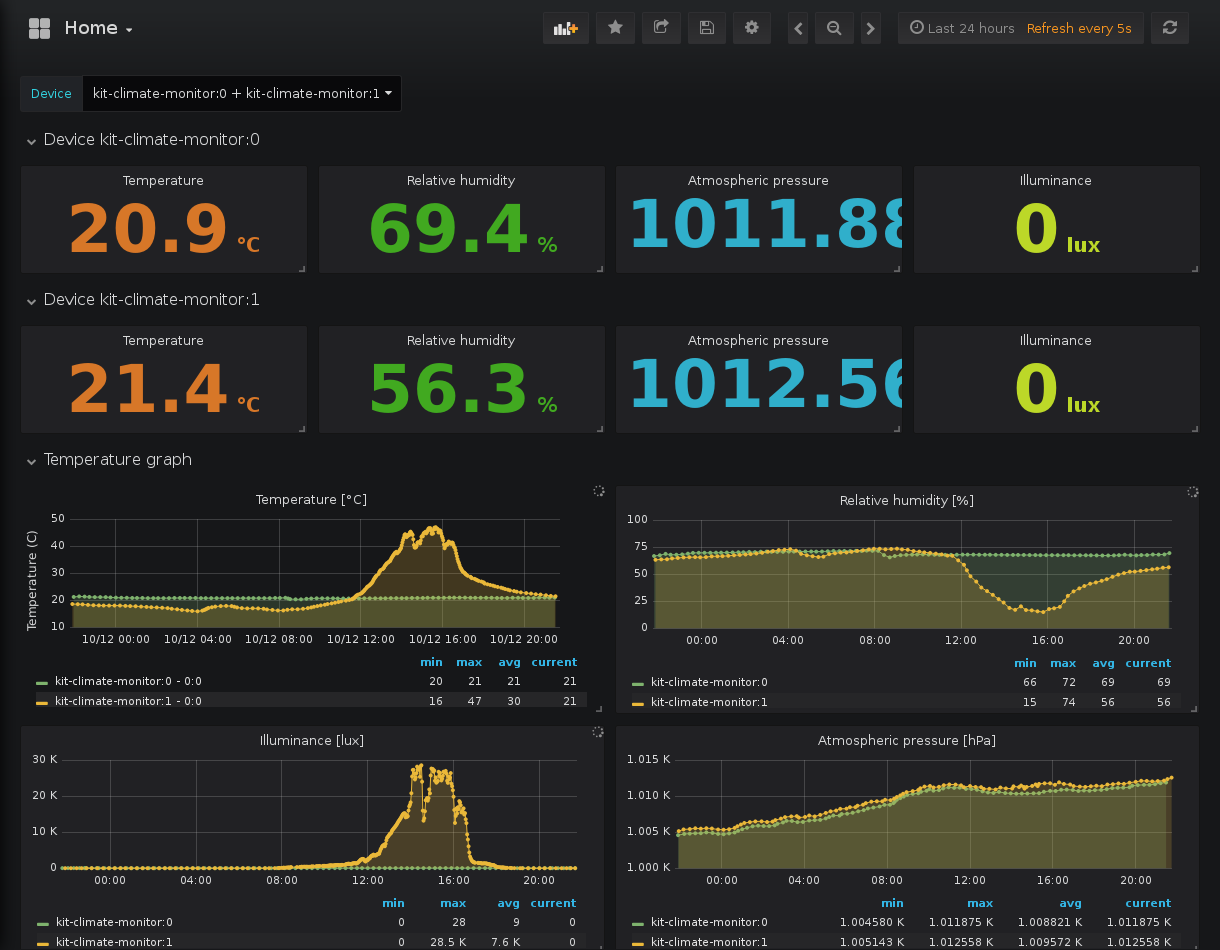 Home
Last 24 hours Refresh every 5s
Device kit-climate-monitor:0 + kit-climate-monitor:1
Device kit-climate-monitor:0
Temperature Relative humidity Atmospheric pressure Illuminance
20.9 °C 69.4 % 1011.88 0 lux
Device kit-climate-monitor:1
Temperature Relative humidity Atmospheric pressure Illuminance
21.4 °C 56.3 % 1012.56 0 lux
Temperature graph
Temperature [°C]
Temperature (C)
50
40
30
20
10
10/12 00:00 10/12 04:00 10/12 08:00 10/12 12:00 10/12 16:00 10/12 20:00
min max avg current
kit-climate-monitor:0 - 0:0 20 21 21 21
kit-climate-monitor:1 - 0:0 16 47 30 21
Relative humidity [%]
100
75
50
25
0
00:00 04:00 08:00 12:00 16:00 20:00
min max avg current
kit-climate-monitor:0 66 72 69 69
kit-climate-monitor:1 15 74 56 56
Illuminance [lux]
30 K
20 K
10 K
0
00:00 04:00 08:00 12:00 16:00 20:00
min max avg current
kit-climate-monitor:0 0 28 9 0
kit-climate-monitor:1 0 28.5 K 7.6 K 0
Atmospheric pressure [hPa]
1.015 K
1.010 K
1.005 K
1.000 K
00:00 04:00 08:00 12:00 16:00 20:00
min max avg current
kit-climate-monitor:0 1.004580 K 1.011875 K 1.008821 K 1.011875 K
kit-climate-monitor:1 1.005143 K 1.012558 K 1.009572 K 1.012558 K